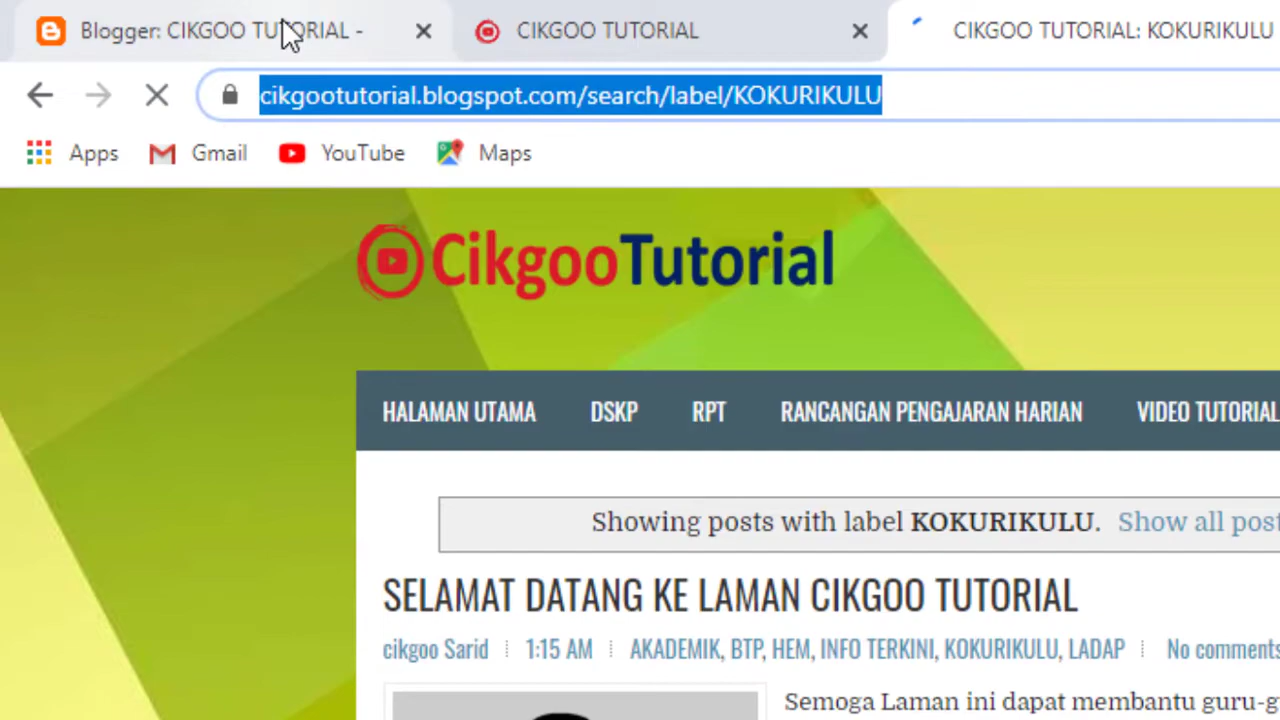 Blogger: CIKGOO TUTORIAL -
CIKGOO TUTORIAL
CIKGOO TUTORIAL: KOKURIKULU
cikgootutorial.blogspot.com/search/label/KOKURIKULU
Apps
Gmail
YouTube
Maps
CikgooTutorial
HALAMAN UTAMA DSKP RPT RANCANGAN PENGAJARAN HARIAN VIDEO TUTORIAL
Showing posts with label KOKURIKULU. Show all post
SELAMAT DATANG KE LAMAN CIKGOO TUTORIAL
cikgoo Sarid 1:15 AM AKADEMIK, BTP, HEM, INFO TERKINI, KOKURIKULU, LADAP No comments
Semoga Laman ini dapat membantu guru-g